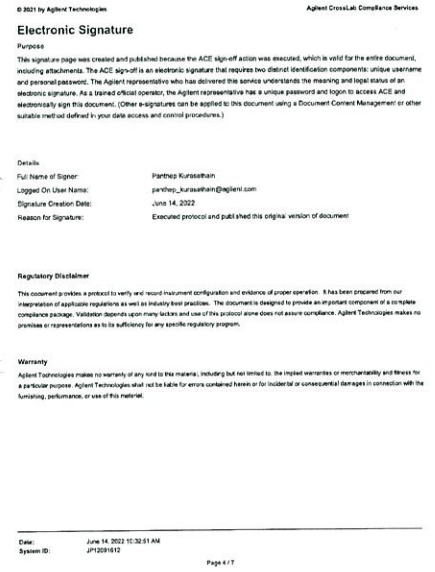 © 2021 by Agilent Technologies
Agilent CrossLab Compliance Services
Electronic Signature
Purpose
This signature page was created and published because the ACE sign-off action was executed, which is valid for the entire document,
including attachments. The ACE sign-off is an electronic signature that requires two distinct identification components: unique username
and personal password. The Agilent representative who has delivered this service understands the meaning and legal status of an
electronic signature. As a trained official operator, the Agilent representative has a unique password and logon to access ACE and
electronically sign this document. (Other e-signatures can be applied to this document using a Document Content Management or other
suitable method defined in your data access and control procedures.)
Details
Full Name of Signer: Panthep Kurasathain
Logged On User Name: panthep_kurasathain@agilent.com
Signature Creation Date: June 14, 2022
Reason for Signature: Executed protocol and published this original version of document
Regulatory Disclaimer
This document provides a protocol to verify and record instrument configuration and evidence of proper operation. It has been prepared from our
interpretation of applicable regulations as well as industry best practices. The document is designed to provide an important component of a complete
compliance package. Validation depends upon many factors and use of this protocol alone does not assure compliance. Agilent Technologies makes no
promises or representations as to its sufficiency for any specific regulatory program.
Warranty
Agilent Technologies makes no warranty of any kind to this material, including but not limited to, the implied warranties or merchantability and fitness for
a particular purpose. Agilent Technologies shall not be liable for errors contained herein or for incidental or consequential damages in connection with the
furnishing, performance, or use of this material.
Date: June 14, 2022 10:32:51 AM
System ID: JP12091612
Page 4 / 7